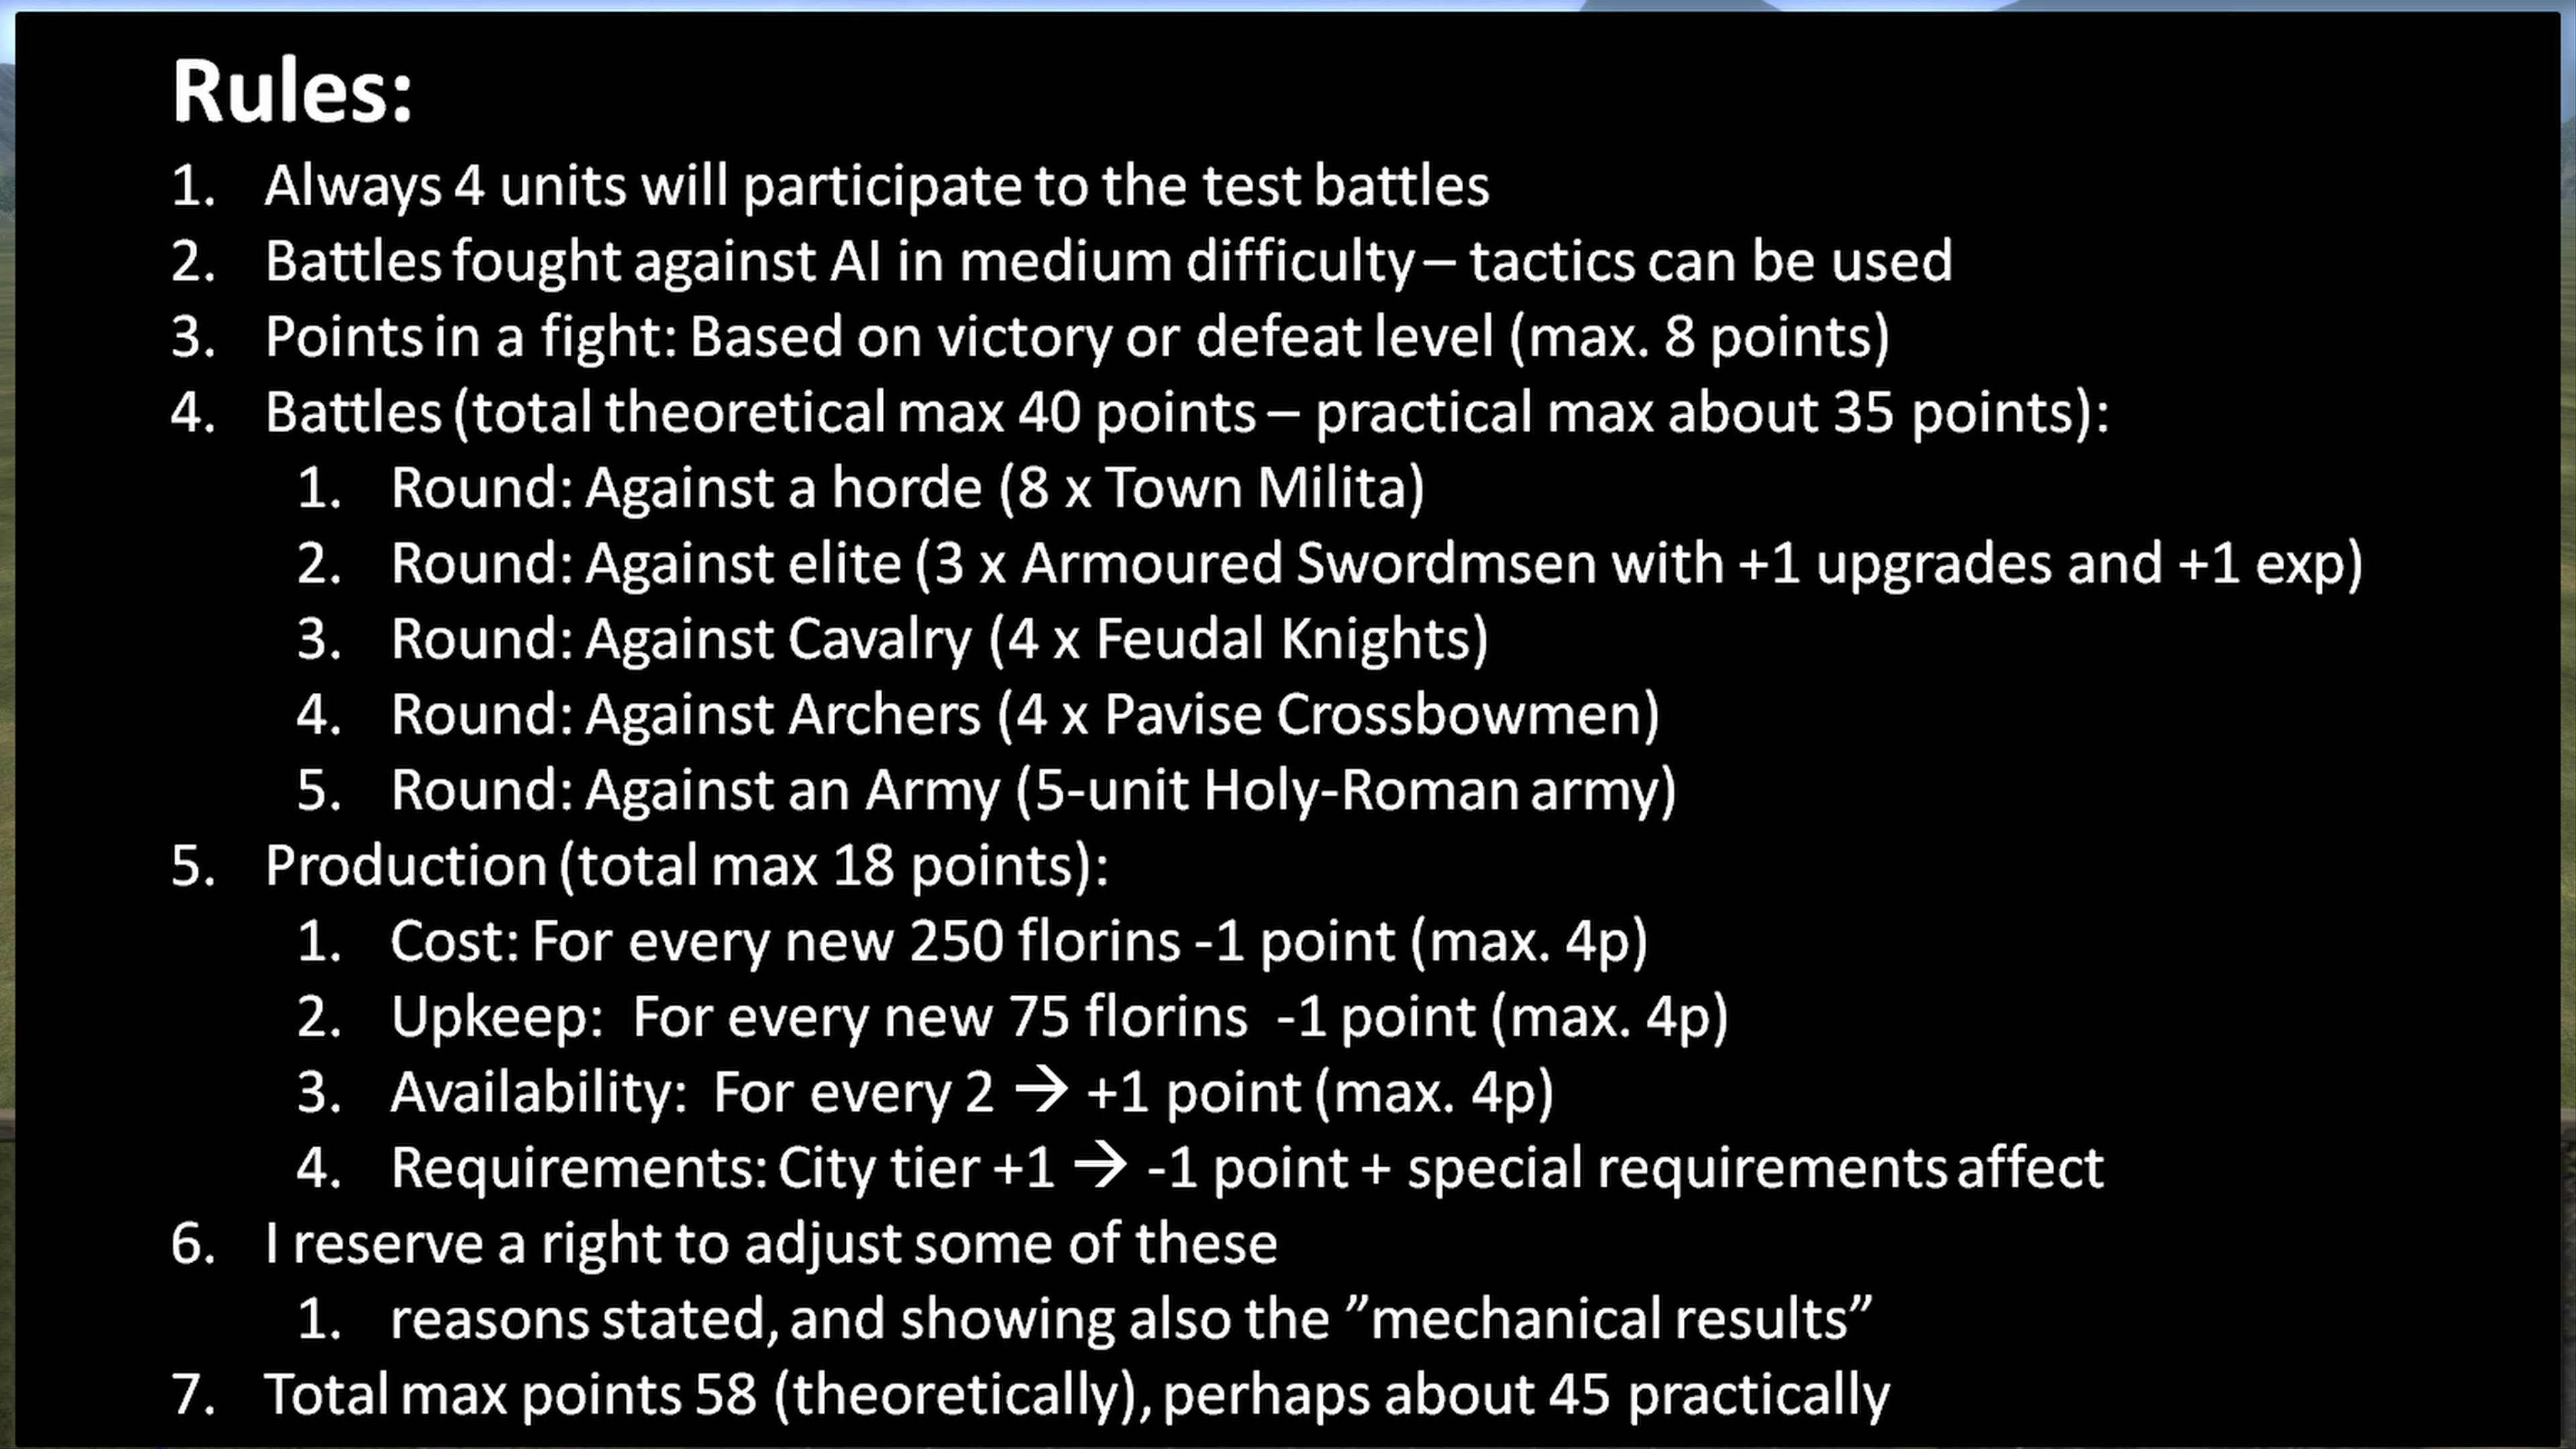 Rules:
1. Always 4 units will participate to the test battles
2. Battles fought against AI in medium difficulty – tactics can be used
3. Points in a fight: Based on victory or defeat level (max. 8 points)
4. Battles (total theoretical max 40 points – practical max about 35 points):
1. Round: Against a horde (8 x Town Milita)
2. Round: Against elite (3 x Armoured Swordmsen with +1 upgrades and +1 exp)
3. Round: Against Cavalry (4 x Feudal Knights)
4. Round: Against Archers (4 x Pavise Crossbowmen)
5. Round: Against an Army (5-unit Holy-Roman army)
5. Production (total max 18 points):
1. Cost: For every new 250 florins -1 point (max. 4p)
2. Upkeep: For every new 75 florins -1 point (max. 4p)
3. Availability: For every 2 → +1 point (max. 4p)
4. Requirements: City tier +1 → -1 point + special requirements affect
6. I reserve a right to adjust some of these
1. reasons stated, and showing also the ”mechanical results”
7. Total max points 58 (theoretically), perhaps about 45 practically